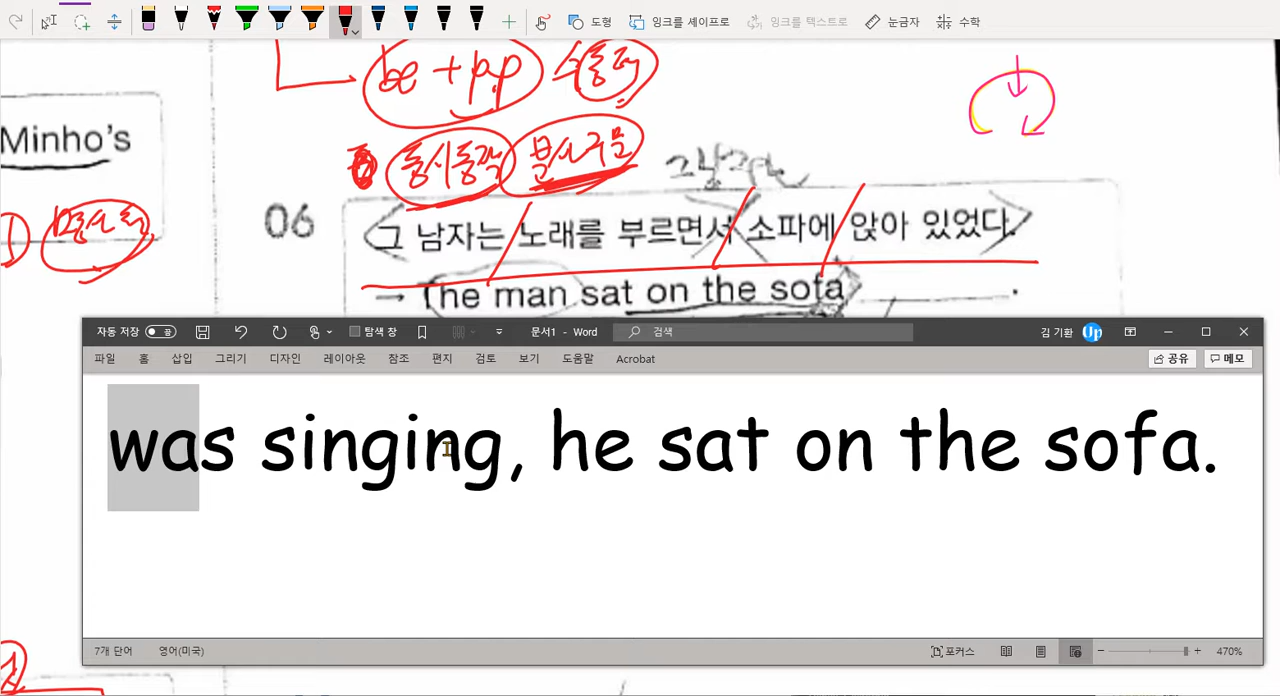 도형 잉크를 셰이프로 잉크를 텍스트로 눈금자 수학
be + p.p 수동태
동시동작 분사구문
Minho's
06
그 남자는 노래를 부르면서 소파에 앉아 있었다.
→ (he man sat on the sofa .
자동 저장 끔 탐색 창 문서1 - Word 검색 김 기환
파일 홈 삽입 그리기 디자인 레이아웃 참조 편지 검토 보기 도움말 Acrobat 공유 메모
was singing, he sat on the sofa.
7개 단어 영어(미국) 포커스 470%